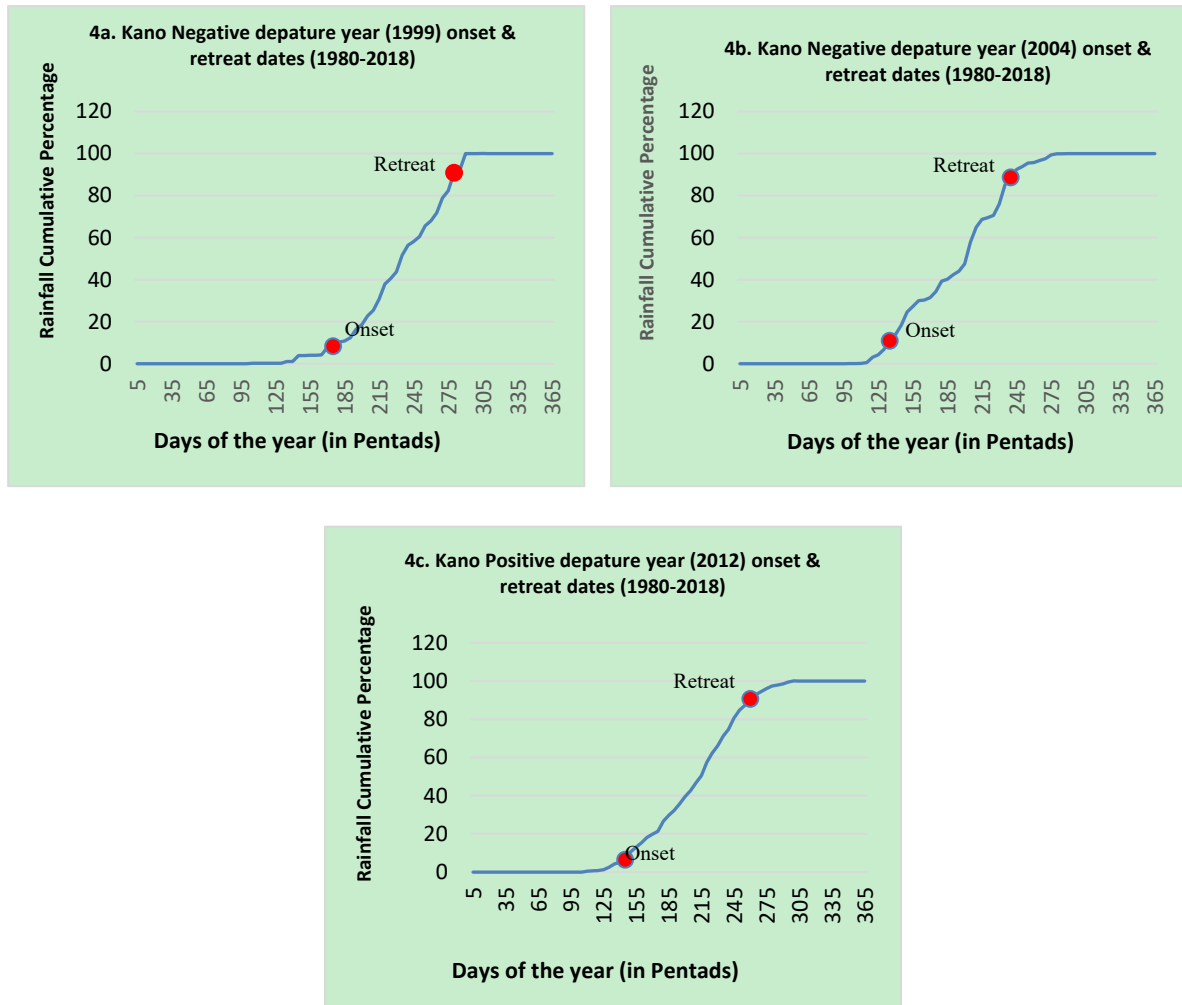 4a. Kano Negative depature year (1999) onset &
retreat dates (1980-2018)
Rainfall Cumulative Percentage
120
100
80
60
40
20
0
Retreat
Onset
5 35 65 95 125 155 185 215 245 275 305 335 365
Days of the year (in Pentads)
4b. Kano Negative depature year (2004) onset &
retreat dates (1980-2018)
Rainfall Cumulative Percentage
120
100
80
60
40
20
0
Retreat
Onset
5 35 65 95 125 155 185 215 245 275 305 335 365
Days of the year (in Pentads)
4c. Kano Positive depature year (2012) onset &
retreat dates (1980-2018)
Rainfall Cumulative Percentage
120
100
80
60
40
20
0
Retreat
Onset
5 35 65 95 125 155 185 215 245 275 305 335 365
Days of the year (in Pentads)